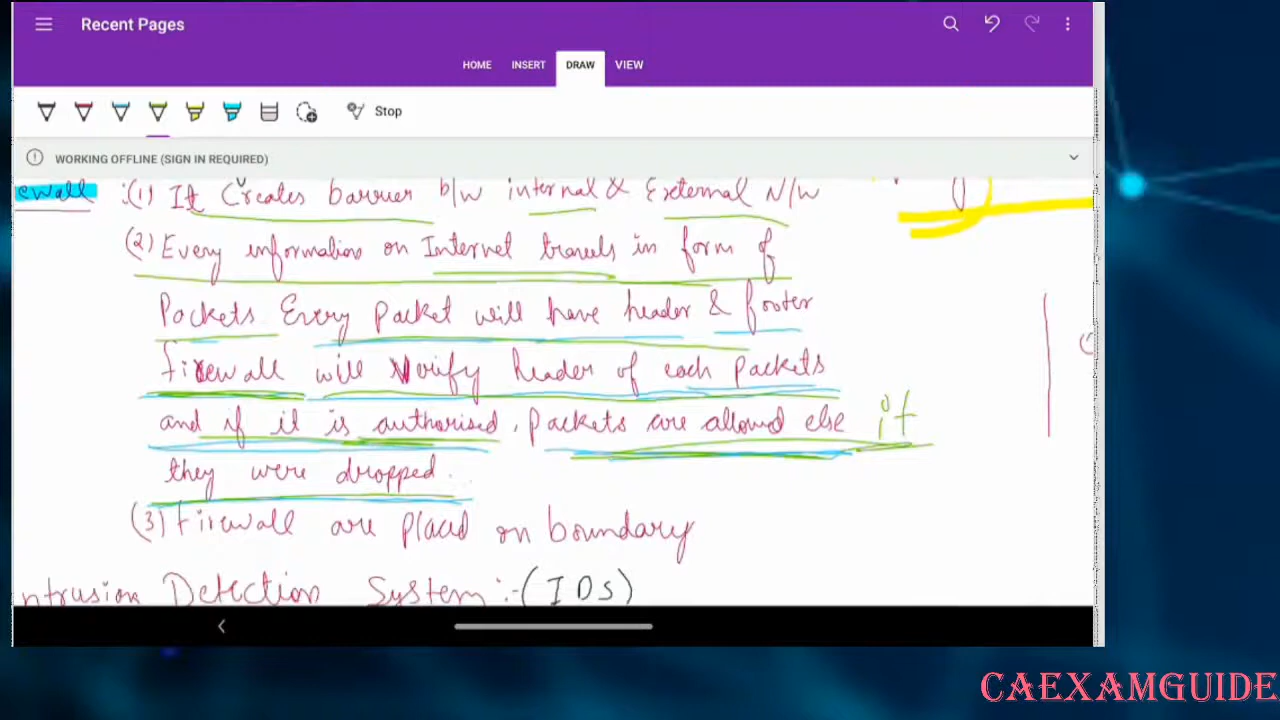 Recent Pages
HOME INSERT DRAW VIEW
Stop
WORKING OFFLINE (SIGN IN REQUIRED)
ewall :(1) It Creates barrier b/w internal & External N/W
(2) Every information on Internet travels in form of
Packets Every packet will have header & footer
firewall will Verify header of each packets
and if it is authorised, packets are allowed else if
they were dropped.
(3) Firewall are placed on boundary
ntrusion Detection System :-(IDS)
CAEXAMGUIDE